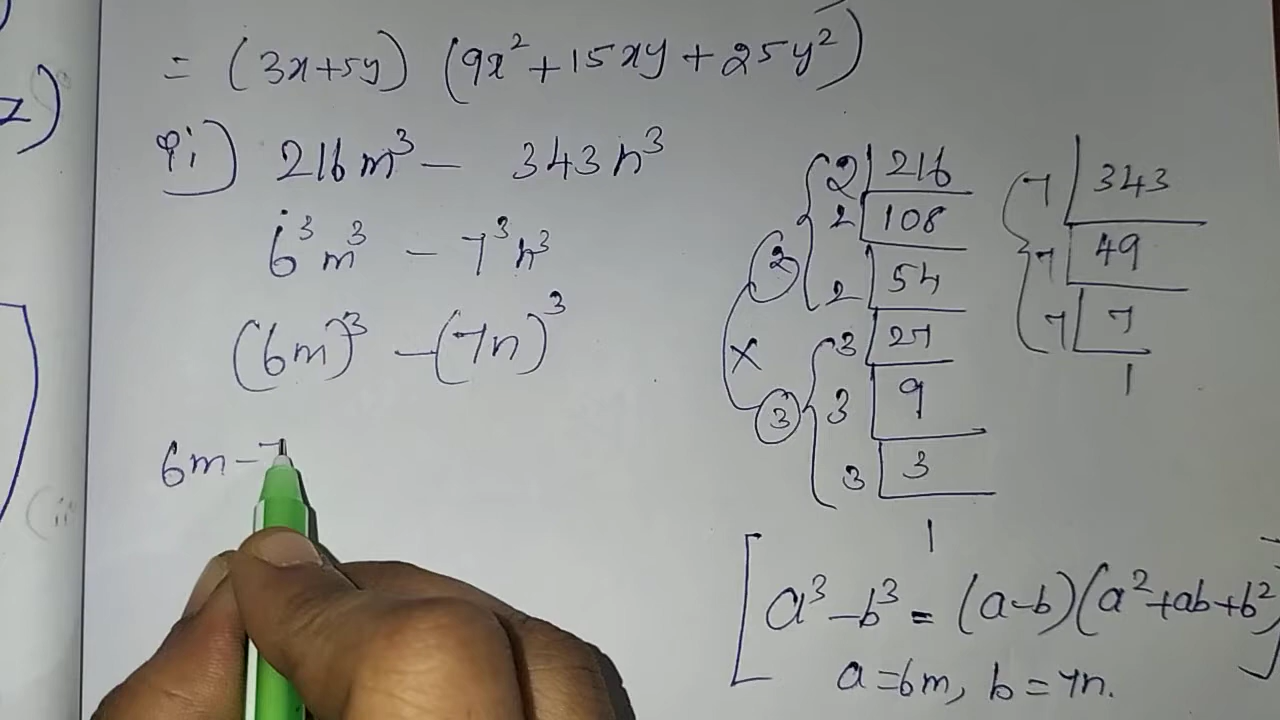 z)
= (3x+5y) (9x²+15xy+25y²)
ii) 216m³ – 343n³
6³m³ – 7³n³
(6m)³ – (7n)³
6m – 7
2 | 216
2 | 108
2 | 54
3 | 27
3 | 9
3 | 3
1
2 × 3
7 | 343
7 | 49
7 | 7
1
[a³ – b³ = (a–b)(a²+ab+b²)]
a=6m, b=7n.